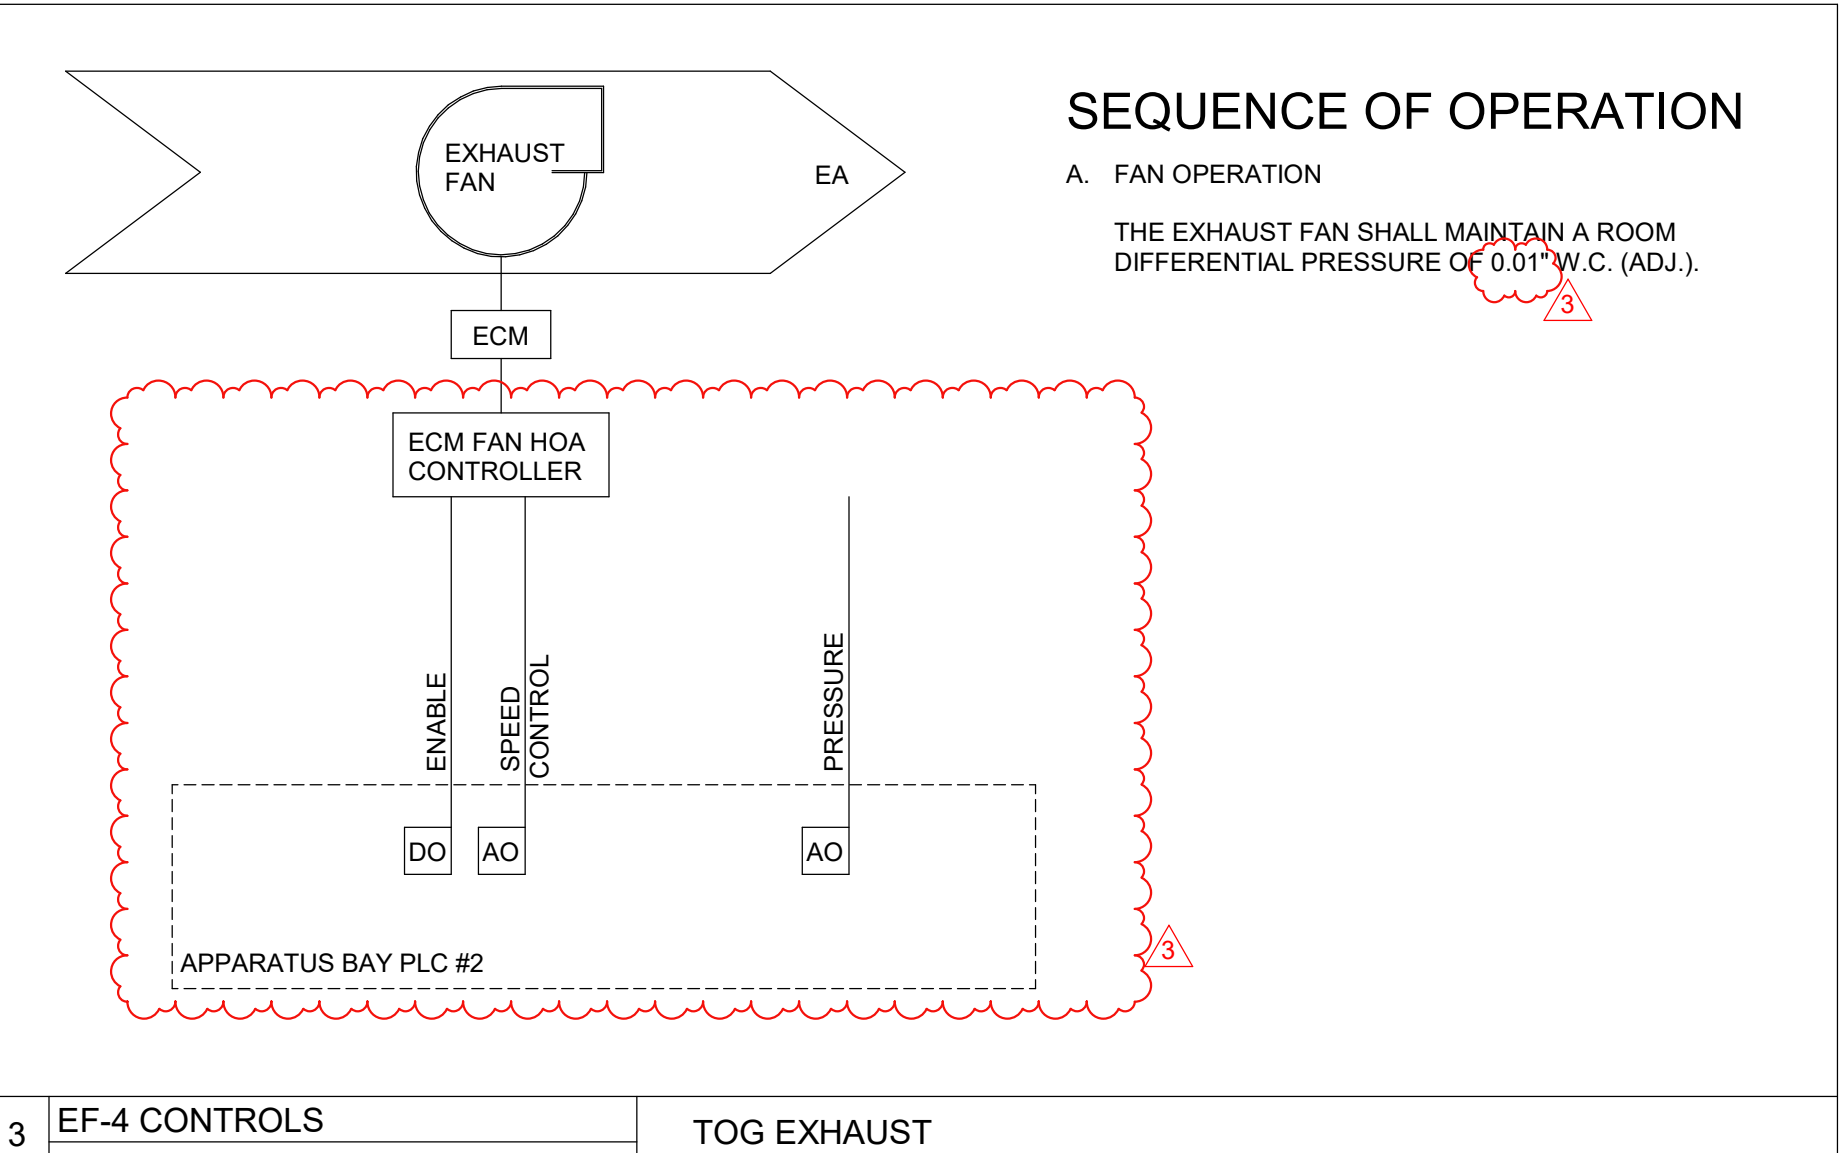 SEQUENCE OF OPERATION
A. FAN OPERATION
THE EXHAUST FAN SHALL MAINTAIN A ROOM
DIFFERENTIAL PRESSURE OF 0.01" W.C. (ADJ.).
3
EXHAUST
FAN
EA
ECM
ECM FAN HOA
CONTROLLER
ENABLE
SPEED
CONTROL
PRESSURE
DO
AO
AO
APPARATUS BAY PLC #2
3
3
EF-4 CONTROLS
TOG EXHAUST